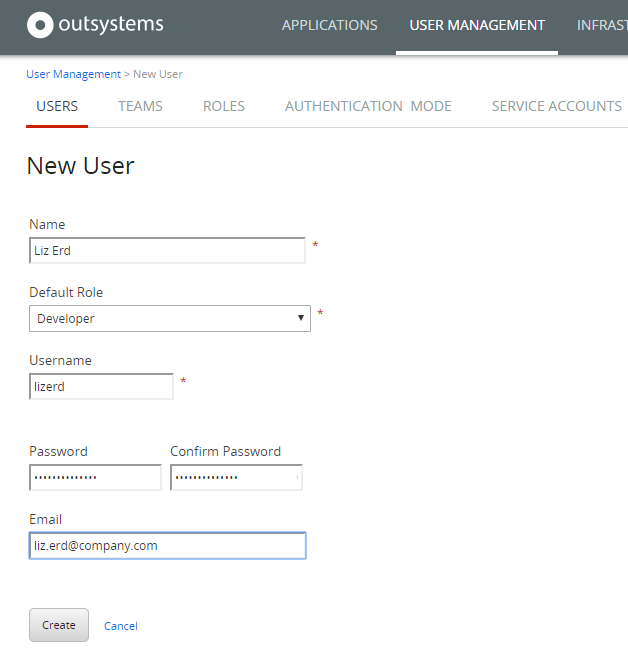 outsystems APPLICATIONS USER MANAGEMENT INFRAST
User Management > New User
USERS TEAMS ROLES AUTHENTICATION MODE SERVICE ACCOUNTS
New User
Name
Liz Erd *
Default Role
Developer ▼ *
Username
lizerd *
Password Confirm Password
•••••••••••••• ••••••••••••••
Email
liz.erd@company.com
Create Cancel